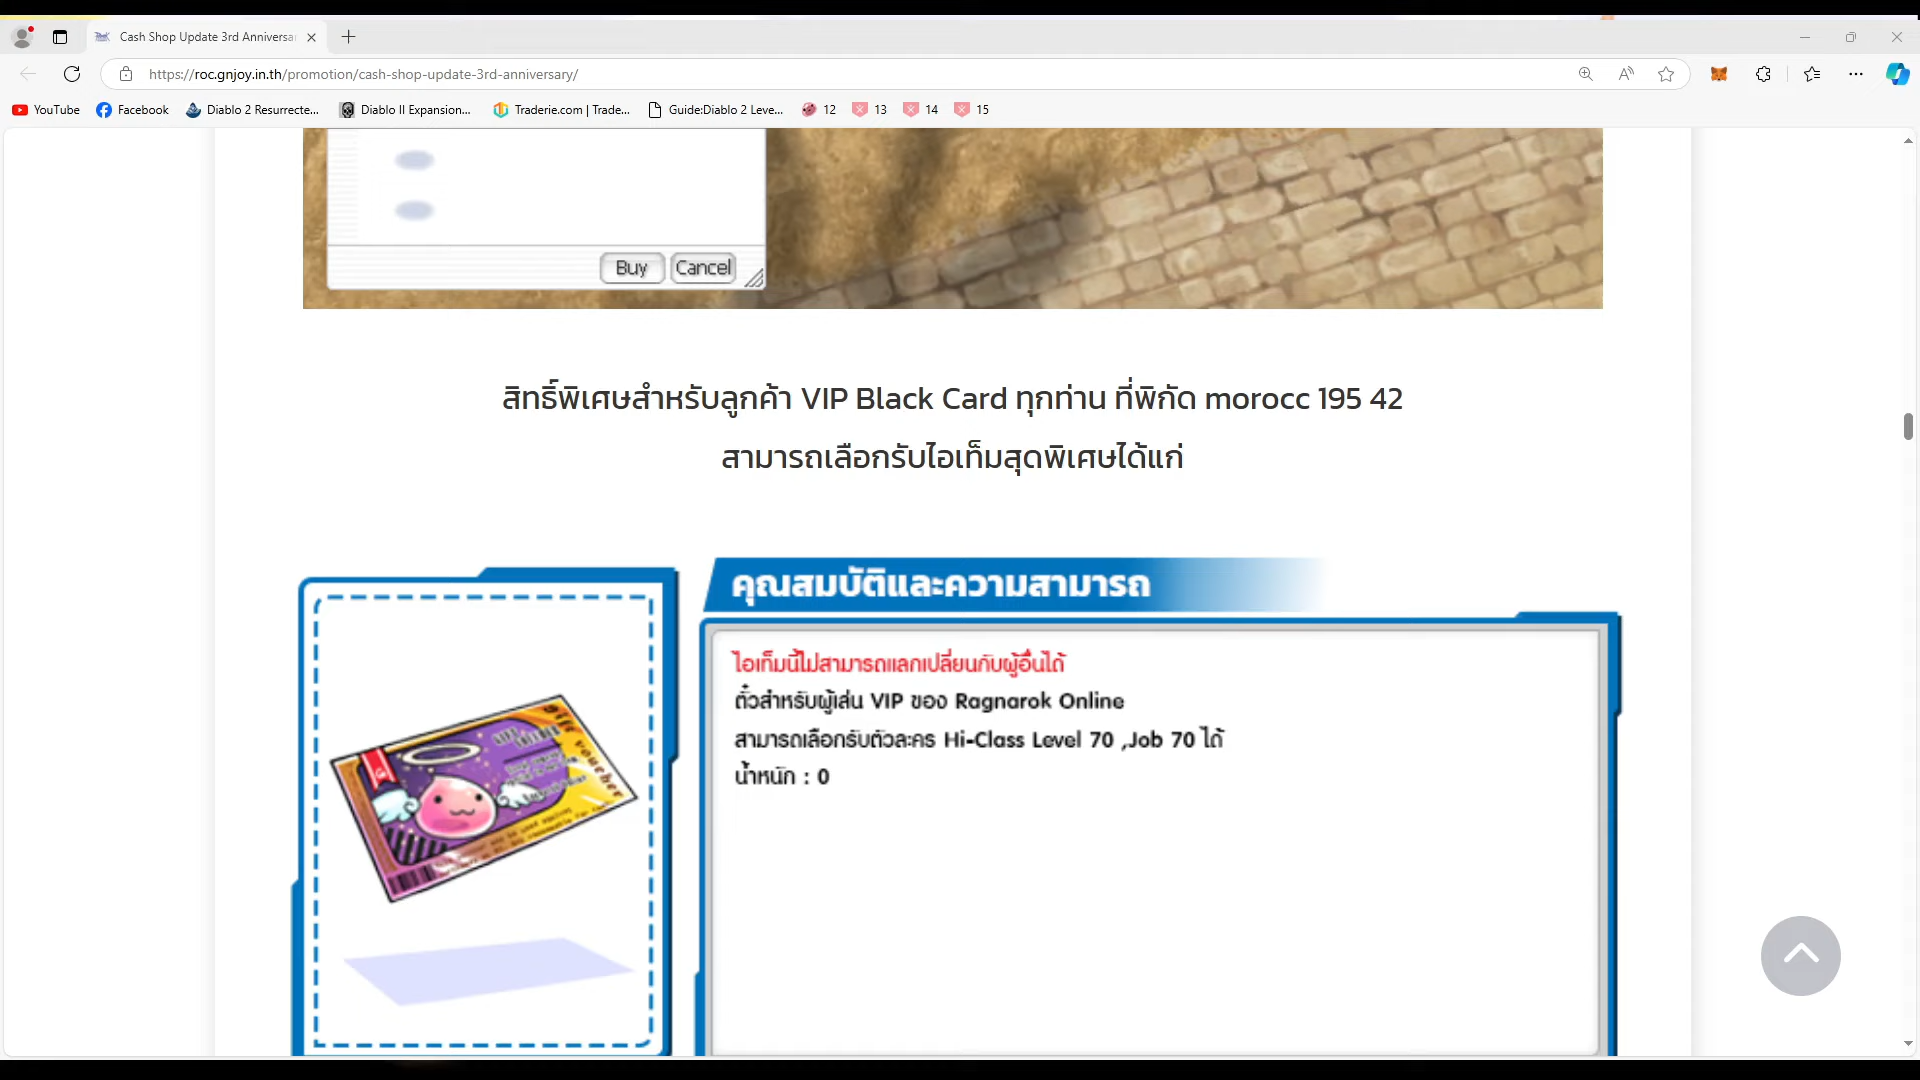 Cash Shop Update 3rd Anniversa
https://roc.gnjoy.in.th/promotion/cash-shop-update-3rd-anniversary/
YouTube
Facebook
Diablo 2 Resurrecte...
Diablo II Expansion...
Traderie.com | Trade...
Guide:Diablo 2 Leve...
12
13
14
15
Buy
Cancel
สิทธิ์พิเศษสำหรับลูกค้า VIP Black Card ทุกท่าน ที่พิกัด morocc 195 42
สามารถเลือกรับไอเท็มสุดพิเศษได้แก่
คุณสมบัติและความสามารถ
ไอเท็มนี้ไม่สามารถแลกเปลี่ยนกับผู้อื่นได้
ตั๋วสำหรับผู้เล่น VIP ของ Ragnarok Online
สามารถเลือกรับตัวละคร Hi-Class Level 70 ,Job 70 ได้
น้ำหนัก : 0